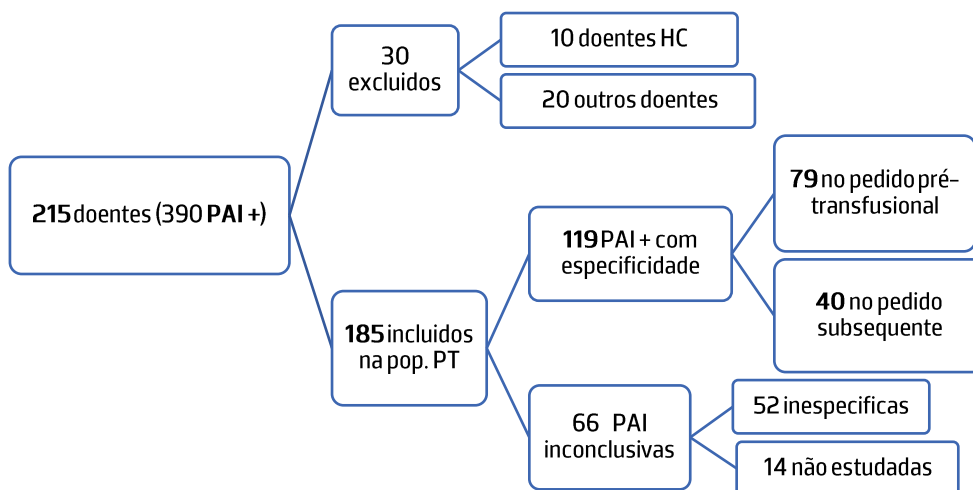 215 doentes (390 PAI +)
30
excluidos
10 doentes HC
20 outros doentes
185 incluidos
na pop. PT
119 PAI + com
especificidade
79 no pedido pré-
transfusional
40 no pedido
subsequente
66 PAI
inconclusivas
52 inespecificas
14 não estudadas